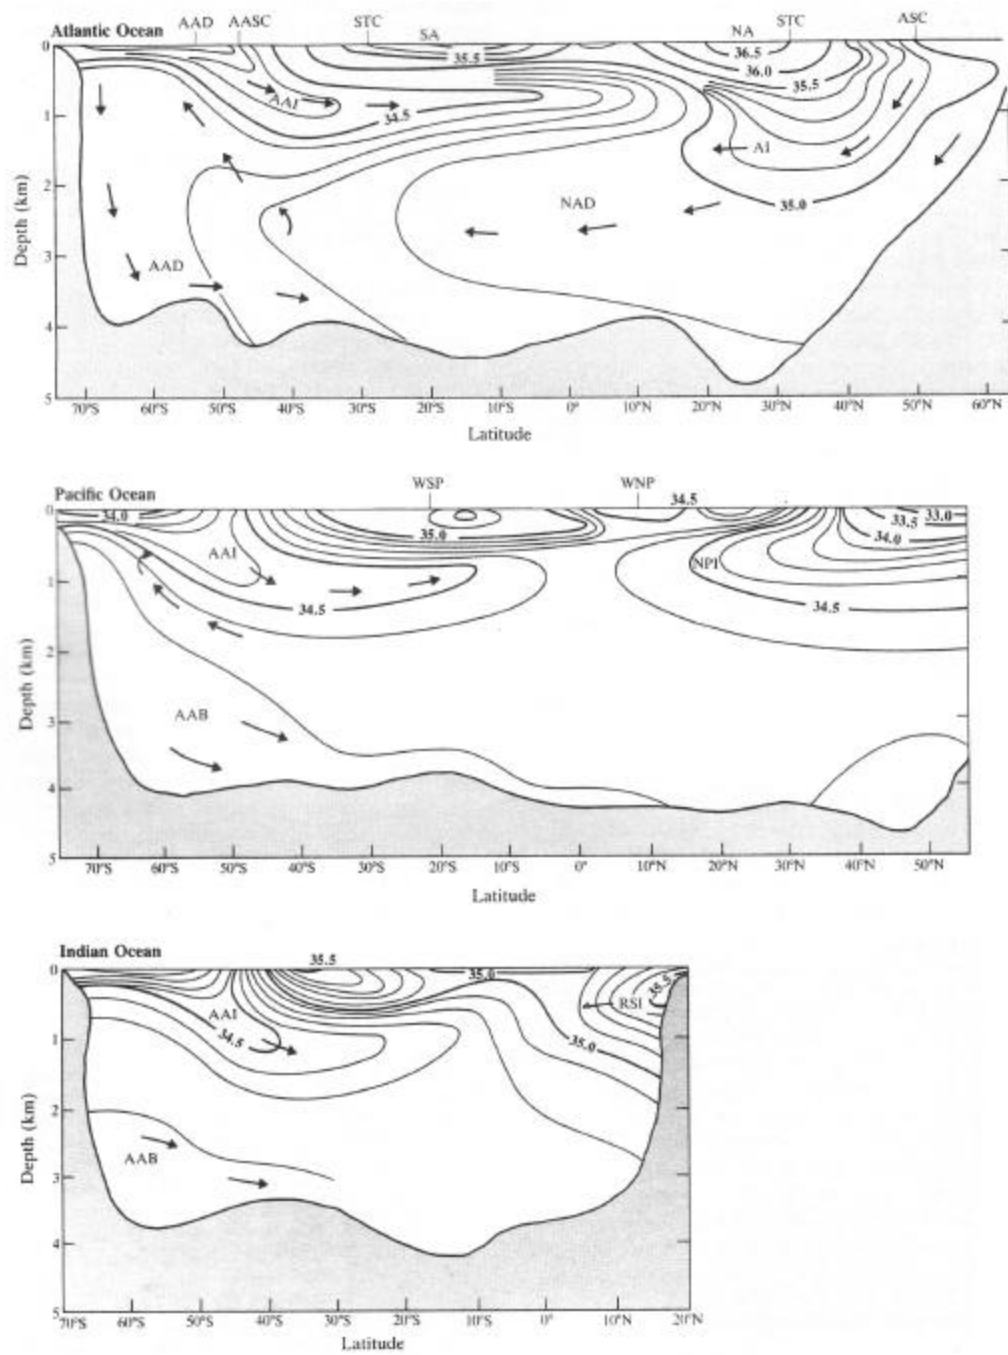 AAD AASC STC SA NA STC ASC
Atlantic Ocean
0 35.5 36.5 36.0 35.5
AAI 34.5
1
AI
2 NAD 35.0
Depth (km)
3 AAD
4
5
70°S 60°S 50°S 40°S 30°S 20°S 10°S 0° 10°N 20°N 30°N 40°N 50°N 60°N
Latitude
WSP WNP
Pacific Ocean 34.5
0 34.0 35.0 33.5 33.0
34.0
AAI NPI
1 34.5 34.5
2
Depth (km)
AAB
3
4
5
70°S 60°S 50°S 40°S 30°S 20°S 10°S 0° 10°N 20°N 30°N 40°N 50°N
Latitude
Indian Ocean
35.5
0 35.0 35.5
RSI
AAI
34.5
1 35.0
2
Depth (km)
AAB
3
4
5
70°S 60°S 50°S 40°S 30°S 20°S 10°S 0° 10°N 20°N
Latitude